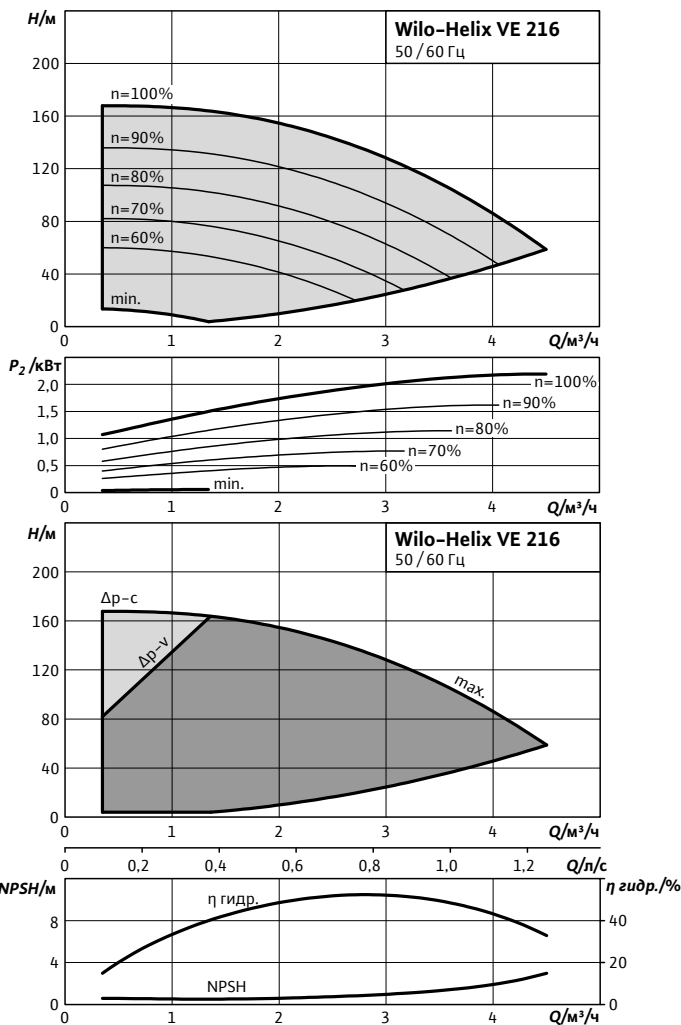 H/м
Wilo-Helix VE 216
50 / 60 Гц
200
n=100%
160
n=90%
120
n=80%
80
n=70%
n=60%
40
min.
0
0 1 2 3 4 Q/м³/ч
P2 /кВт
2,0
n=100%
1,5
n=90%
1,0
n=80%
n=70%
0,5
n=60%
min.
0
0 1 2 3 4 Q/м³/ч
H/м
Wilo-Helix VE 216
50 / 60 Гц
200
Δp-c
160
Δp-v
max.
120
80
40
0
0 1 2 3 4 Q/м³/ч
0 0,2 0,4 0,6 0,8 1,0 1,2 Q/л/с
NPSH/м
η гидр./%
η гидр.
8
40
4
20
NPSH
0
0
0 1 2 3 4 Q/м³/ч